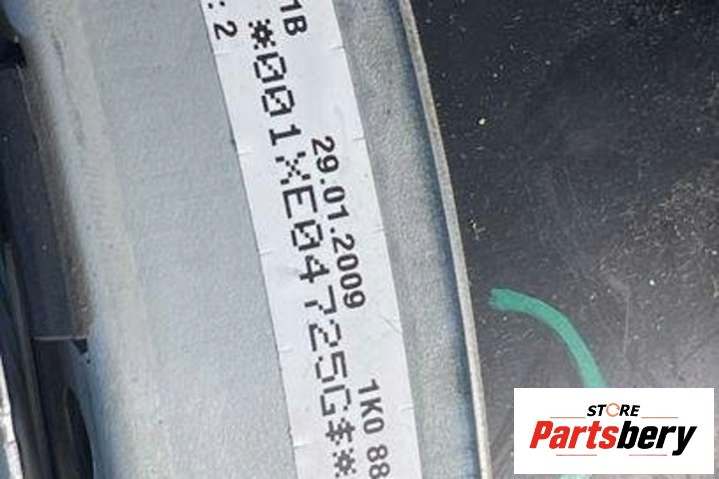 1B
29.01.2009
1K0 88
: 2
*001XE04725G$*
STORE
Partsbery